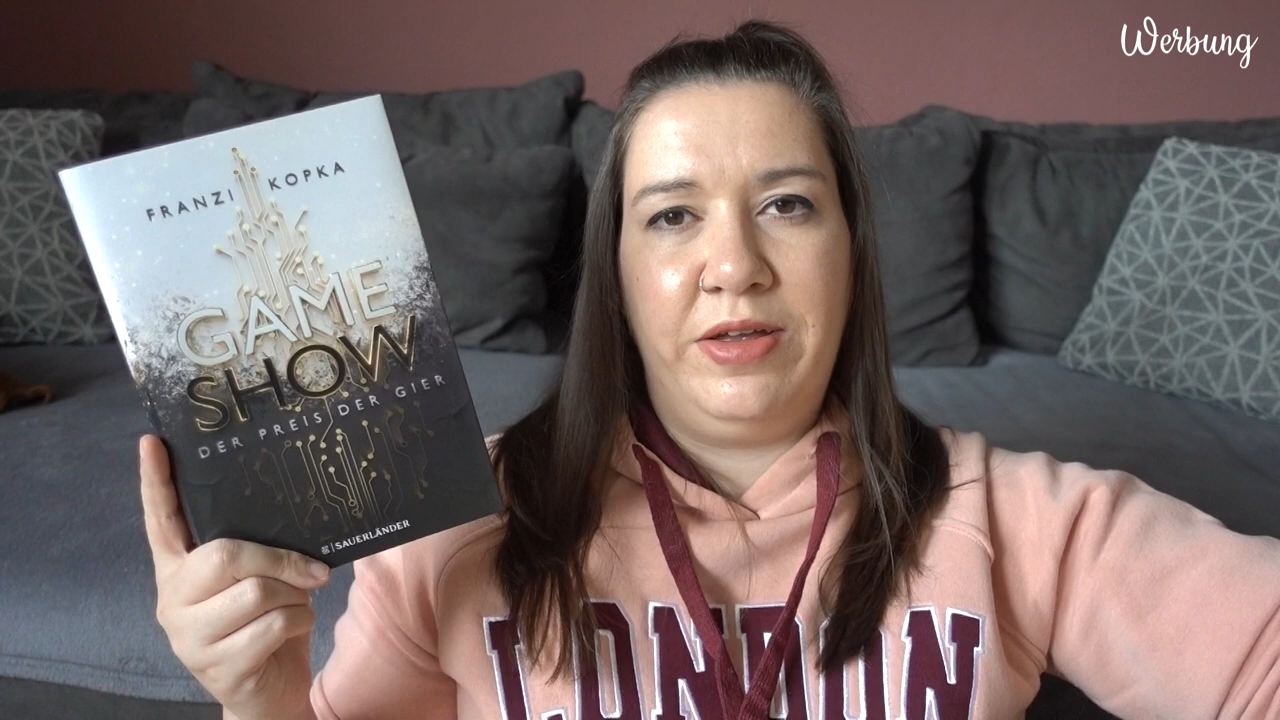 Werbung
FRANZI KOPKA
GAME
SHOW
DER PREIS DER GIER
SAUERLÄNDER
LONDON